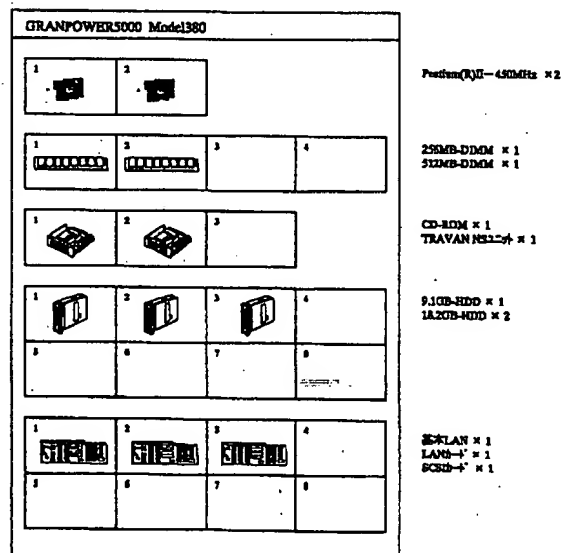 GRANPOWER5000 Model380
1 2
Pentium(R)II-450MHz × 2
1 2 3 4
256MB-DIMM × 1
512MB-DIMM × 1
1 2 3
CD-ROM × 1
TRAVAN NSユニット × 1
1 2 3 4
9.1GB-HDD × 1
18.2GB-HDD × 2
5 6 7 8
1 2 3 4
基本LAN × 1
LANカード × 1
SCSIカード × 1
5 6 7 8